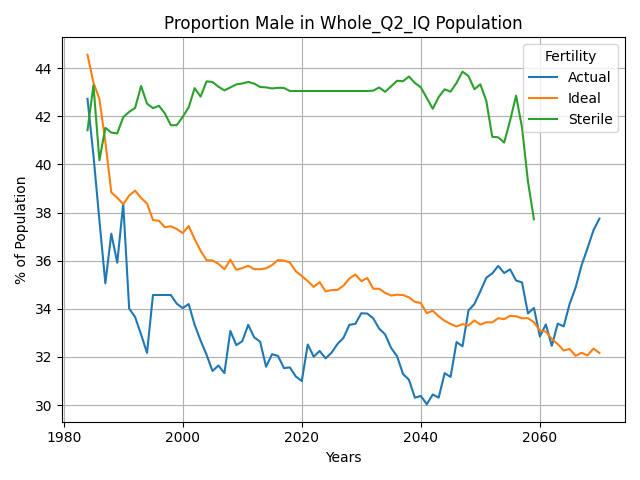 Proportion Male in Whole_Q2_IQ Population
Fertility
Actual
Ideal
Sterile
% of Population
44
42
40
38
36
34
32
30
1980
2000
2020
2040
2060
Years